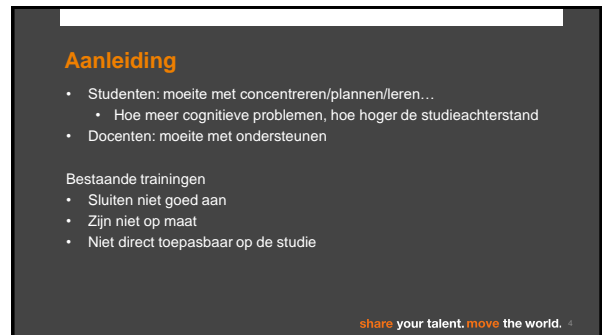 Aanleiding
• Studenten: moeite met concentreren/plannen/leren…
• Hoe meer cognitieve problemen, hoe hoger de studieachterstand
• Docenten: moeite met ondersteunen
Bestaande trainingen
• Sluiten niet goed aan
• Zijn niet op maat
• Niet direct toepasbaar op de studie
share your talent. move the world. 4